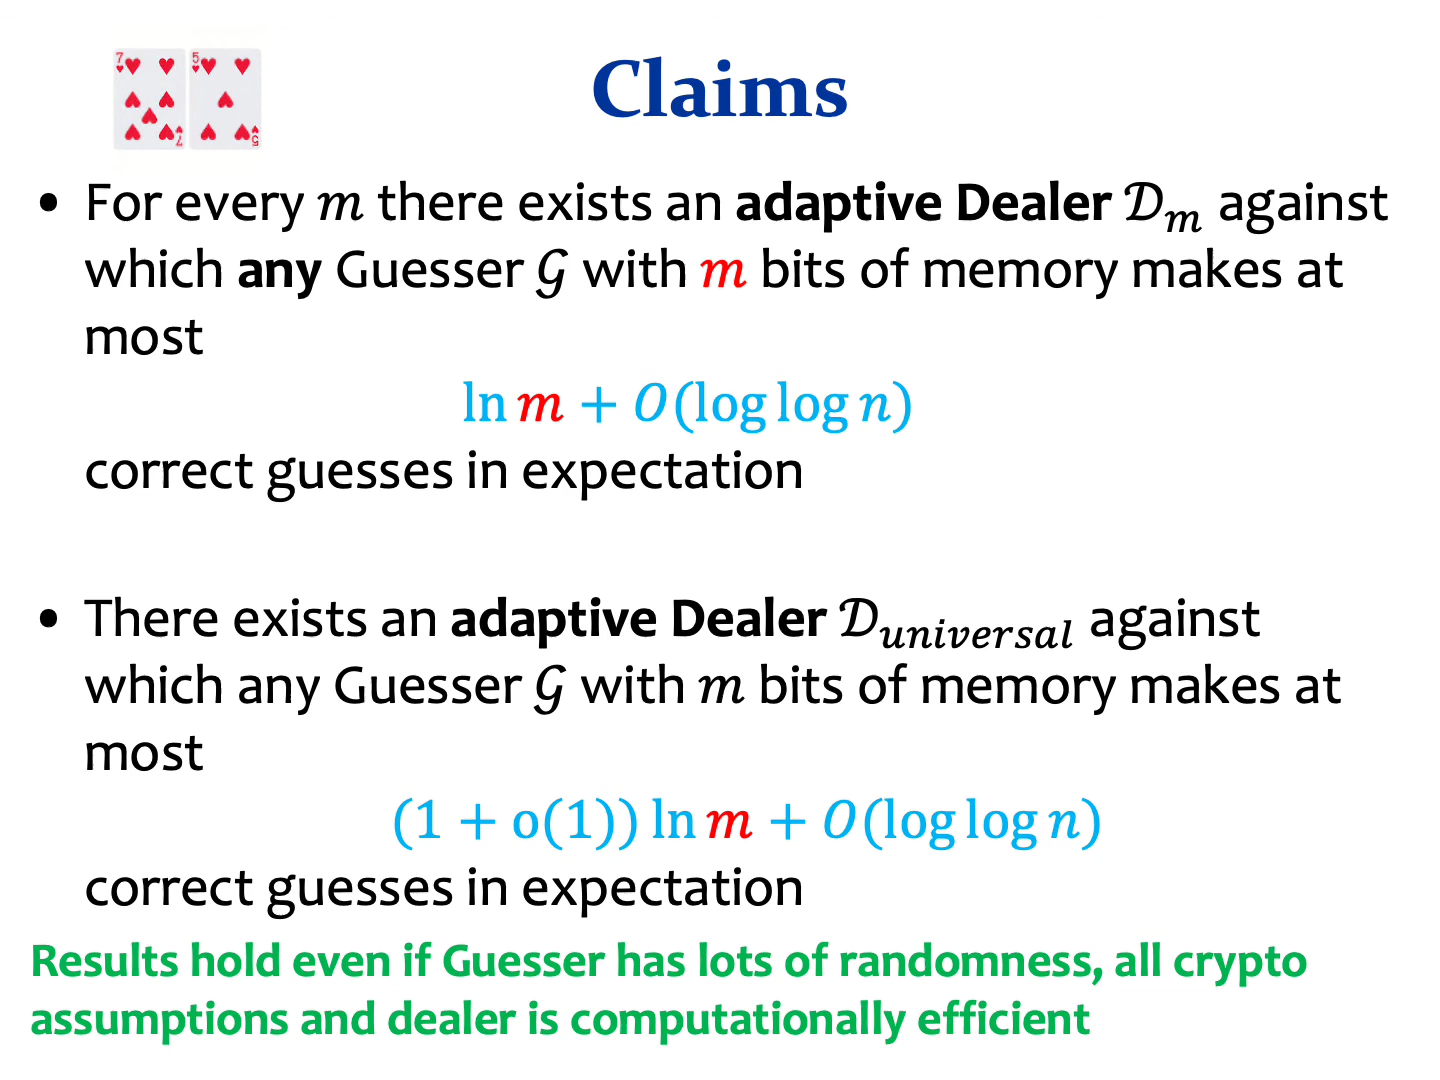 Claims
• For every 𝑚 there exists an adaptive Dealer 𝒟ₘ against
which any Guesser 𝒢 with 𝑚 bits of memory makes at
most
ln 𝑚 + 𝑂(log log 𝑛)
correct guesses in expectation
• There exists an adaptive Dealer 𝒟_𝑢𝑛𝑖𝑣𝑒𝑟𝑠𝑎𝑙 against
which any Guesser 𝒢 with 𝑚 bits of memory makes at
most
(1 + o(1)) ln 𝑚 + 𝑂(log log 𝑛)
correct guesses in expectation
Results hold even if Guesser has lots of randomness, all crypto
assumptions and dealer is computationally efficient